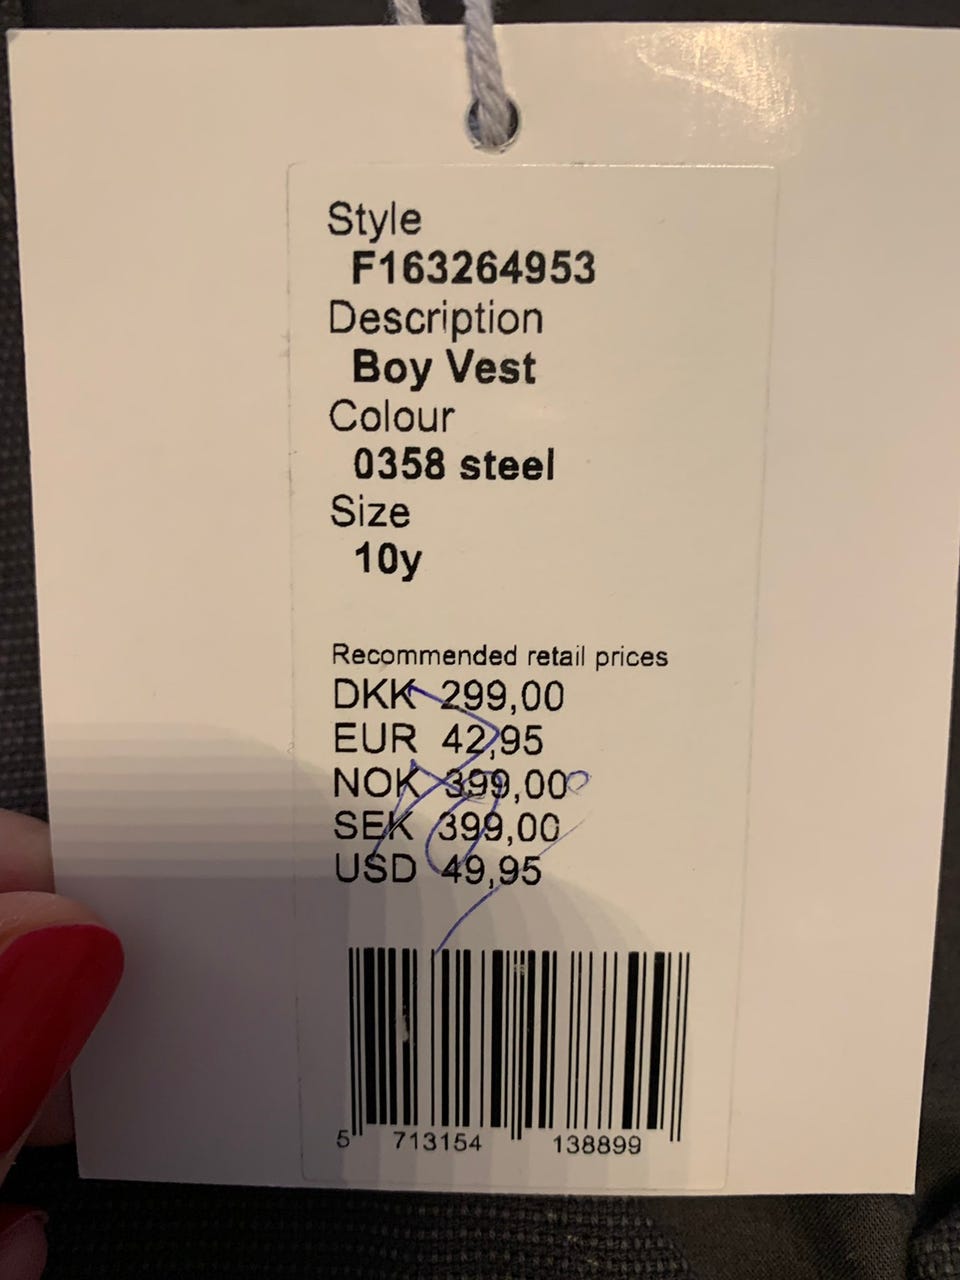 Style
F163264953
Description
Boy Vest
Colour
0358 steel
Size
10y
Recommended retail prices
DKK 299,00
EUR 42,95
NOK 399,00
SEK 399,00
USD 49,95
5 713154 138899